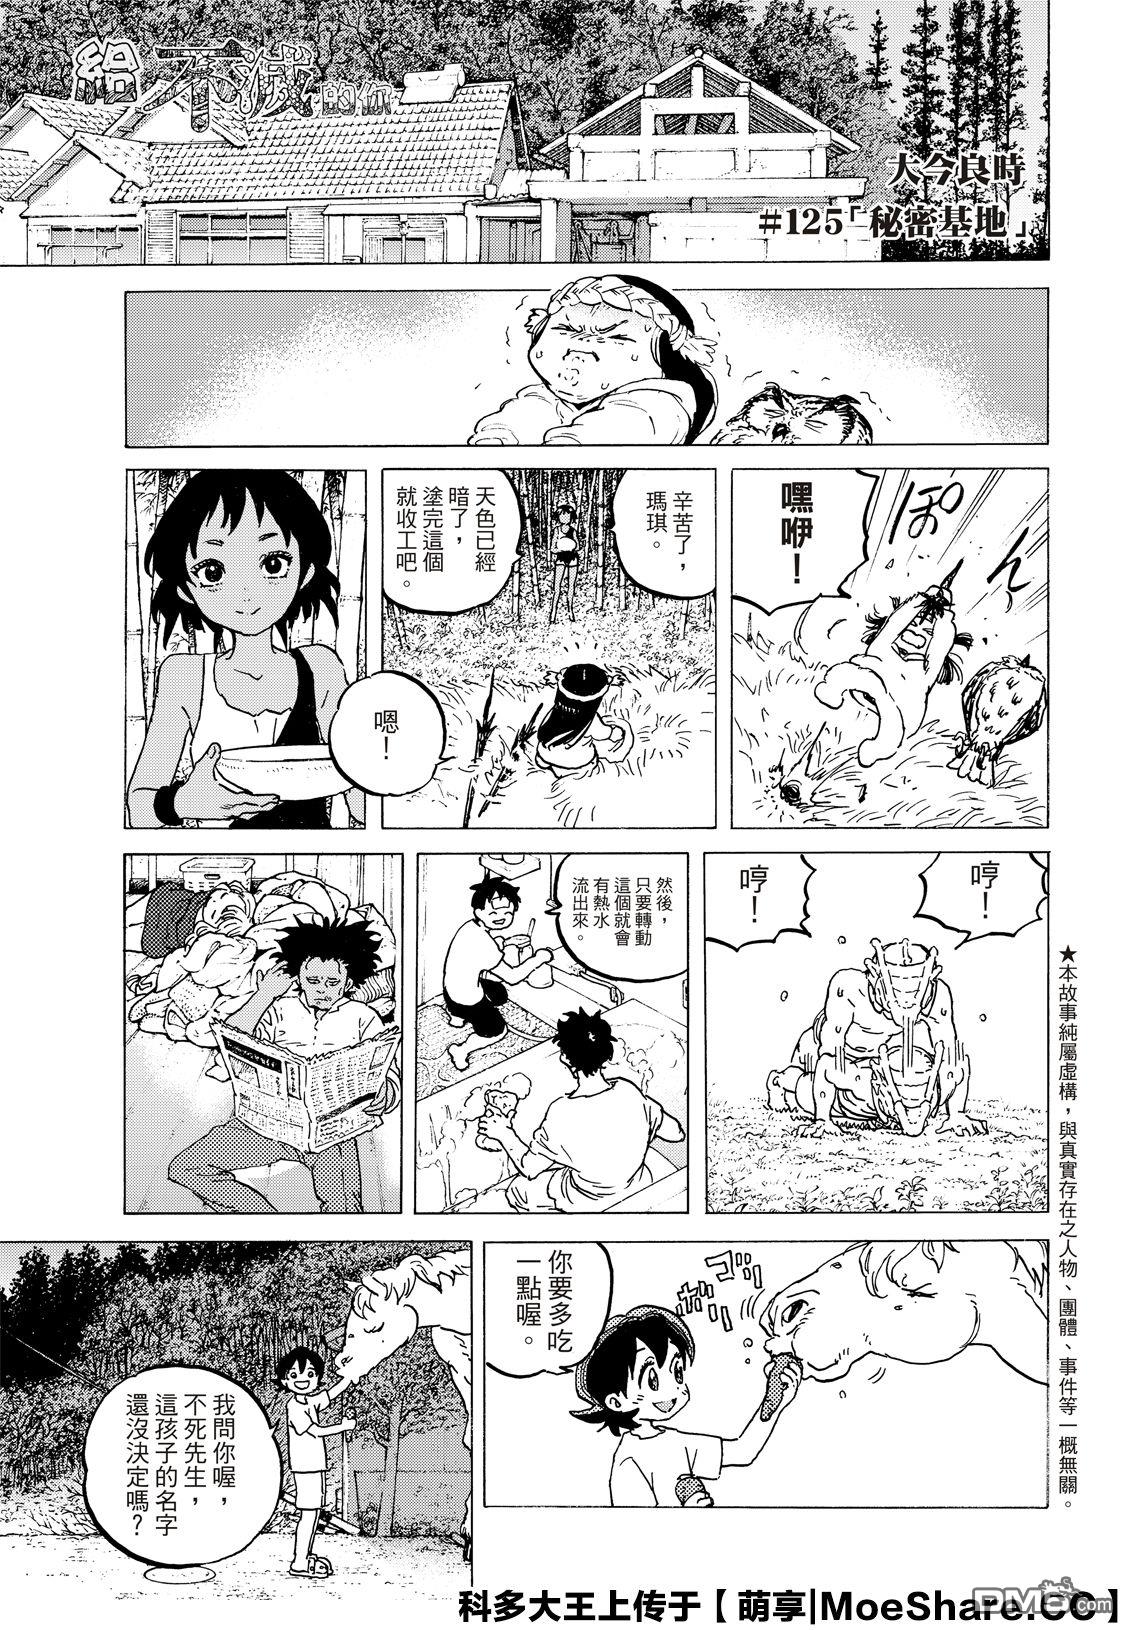 給不滅的你
大今良時
#125「秘密基地」
ぽん
嘿咿！
辛苦了，
瑪琪。
天色已經
暗了，
塗完這個
就收工吧。
嗯！
哼！
哼！
然後，
只要轉動
這個就會
有熱水
流出來。
ゴリ
ボリ
你要多吃
一點喔。
我問你喔，
不死先生，
這孩子的名字
還沒決定嗎？
★本故事純屬虛構，與真實存在之人物、團體、事件等一概無關。
科多大王上传于【萌享|MoeShare.CC】